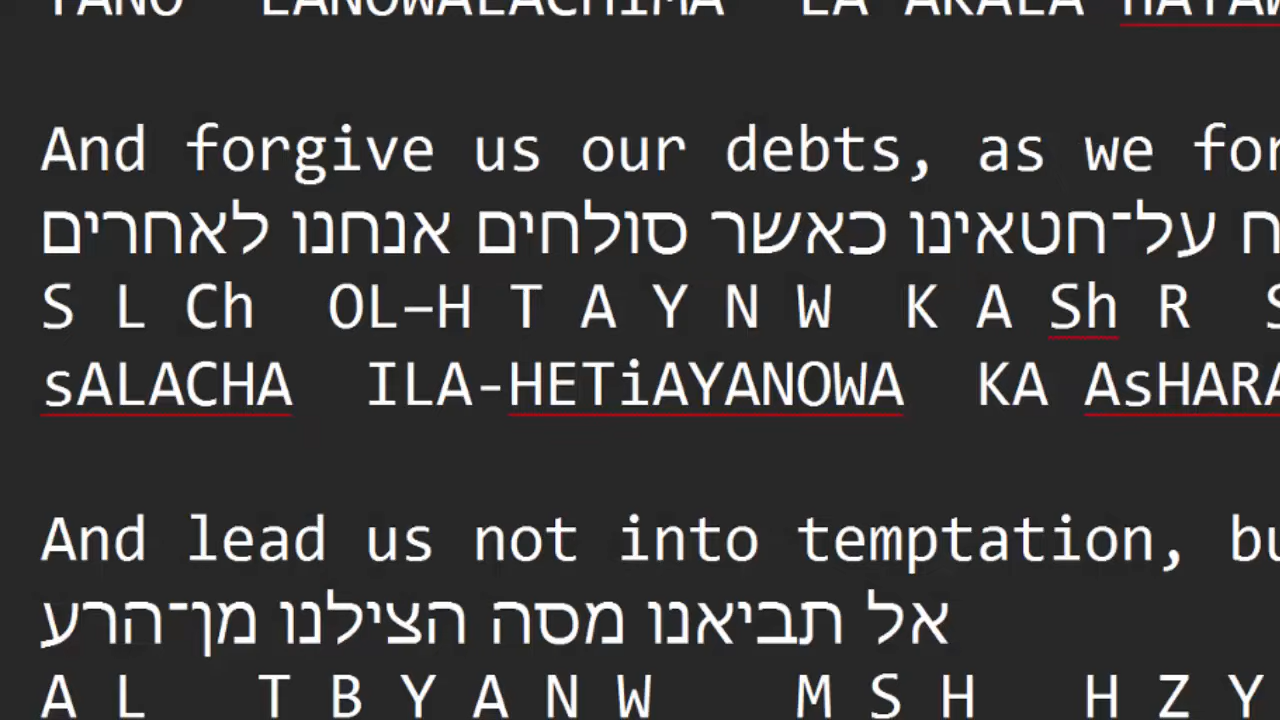 And forgive us our debts, as we for
ח על־חטאינו כאשר סולחים אנחנו לאחרים
S L Ch OL–H T A Y N W K A Sh R S
sALACHA ILA-HETiAYANOWA KA AsHARA
And lead us not into temptation, bu
אל תביאנו מסה הצילנו מן־הרע
A L T B Y A N W M S H H Z Y